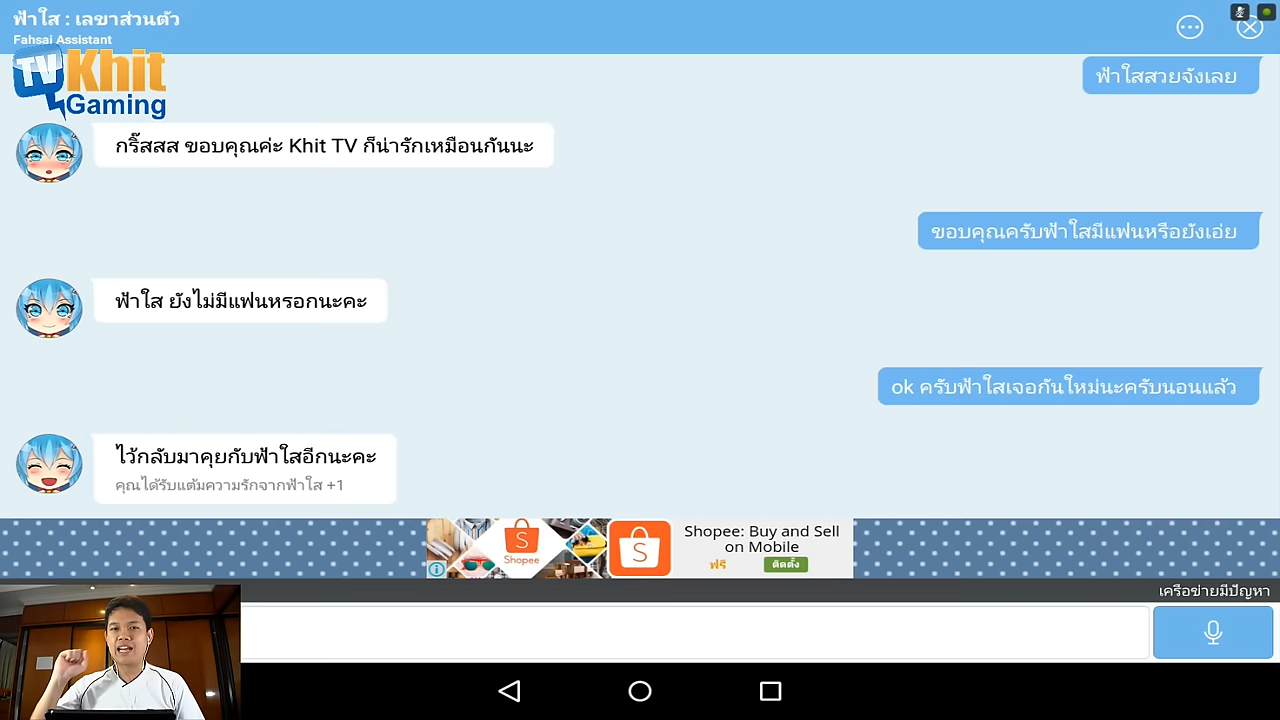 ฟ้าใส : เลขาส่วนตัว
Fahsai Assistant
TV Khit
Gaming
ฟ้าใสสวยจังเลย
กริ๊สสส ขอบคุณค่ะ Khit TV ก็น่ารักเหมือนกันนะ
ขอบคุณครับฟ้าใสมีแฟนหรือยังเอ่ย
ฟ้าใส ยังไม่มีแฟนหรอกนะคะ
ok ครับฟ้าใสเจอกันใหม่นะครับนอนแล้ว
ไว้กลับมาคุยกับฟ้าใสอีกนะคะ
คุณได้รับแต้มความรักจากฟ้าใส +1
S
Shopee
S
Shopee: Buy and Sell
on Mobile
ฟรี
ติดตั้ง
เครือข่ายมีปัญหา